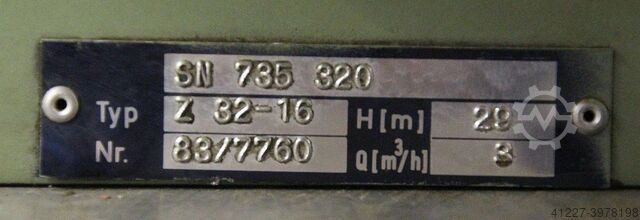 SN 735 320
Typ Z 32-16 H[m] 29
Nr. 83/7760 Q[m³/h] 3
41227-3978198